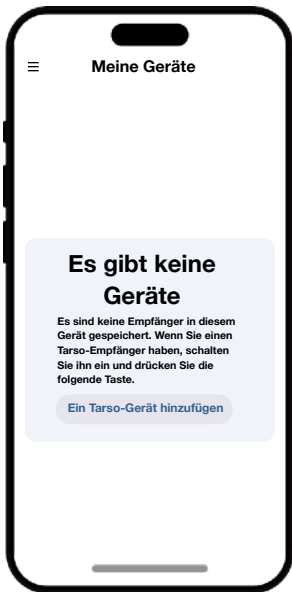 Meine Geräte
Es gibt keine
Geräte
Es sind keine Empfänger in diesem
Gerät gespeichert. Wenn Sie einen
Tarso-Empfänger haben, schalten
Sie ihn ein und drücken Sie die
folgende Taste.
Ein Tarso-Gerät hinzufügen